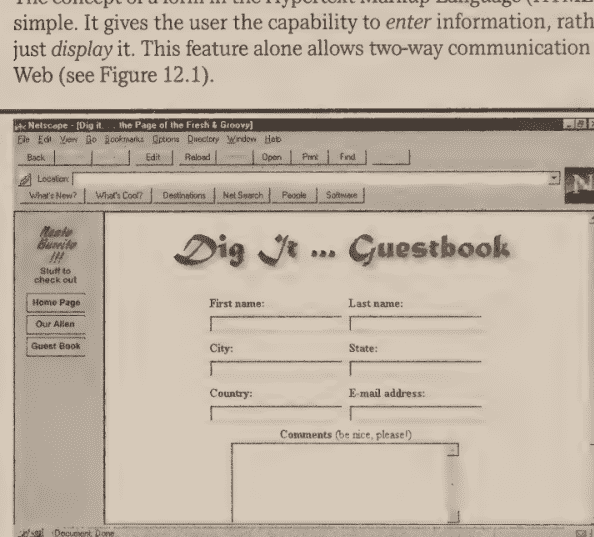 The concept of a form in the Hypertext Markup Language (HTML
simple. It gives the user the capability to enter information, rath
just display it. This feature alone allows two-way communication
Web (see Figure 12.1).
Netscape - [Dig it. . . the Page of the Fresh & Groovy]
File Edit View Go Bookmarks Options Directory Window Help
Back Edit Reload Open Print Find
Location:
What's New? What's Cool? Destinations Net Search People Software
N
Burrito
!!!
Stuff to
check out
Home Page
Our Alien
Guest Book
Dig It ... Guestbook
First name: Last name:
City: State:
Country: E-mail address:
Comments (be nice, please!)
Document: Done